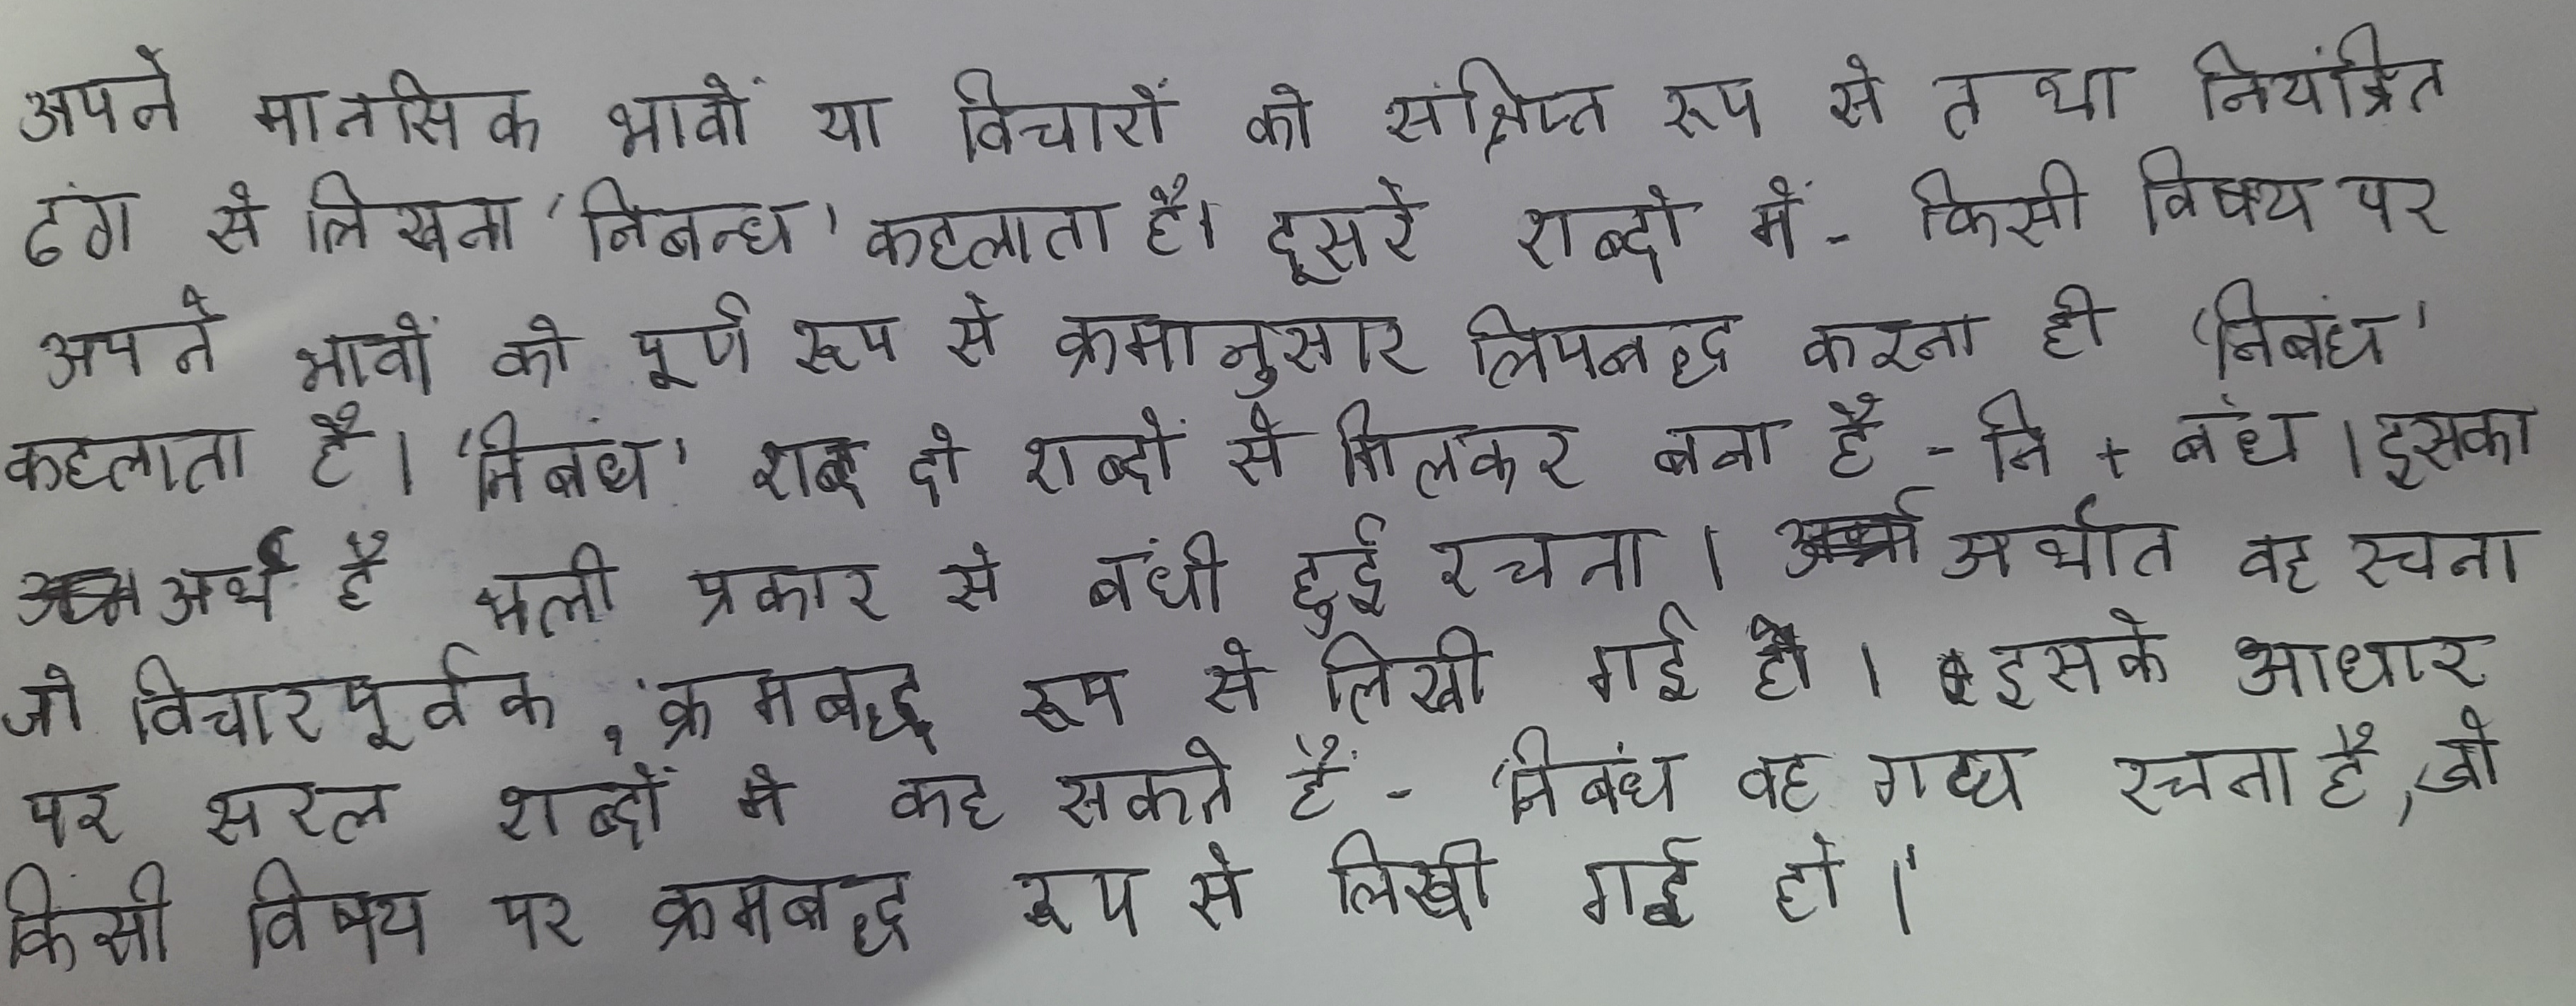 अपने मानसिक भावों या विचारों को संक्षिप्त रूप से तथा नियंत्रित
ढंग से लिखना 'निबन्ध' कहलाता है। दूसरे शब्दो में - किसी विषय पर
अपने भावों को पूर्ण रूप से क्रमानुसार लिपनबद्ध करना ही 'निबंध'
कहलाता है। 'निबंध' शब्द दो शब्दों से मिलकर बना है - नि + बंध । इसका
अर्थ है भली प्रकार से बंधी हुई रचना । अर्थात वह रचना
जो विचारपूर्वक, क्रमबद्ध रूप से लिखी गई हो । इसके आधार
पर सरल शब्दों मे कह सकते हैं - 'निबंध वह गद्य रचना है, जो
किसी विषय पर क्रमबद्ध रूप से लिखी गई हो ।'